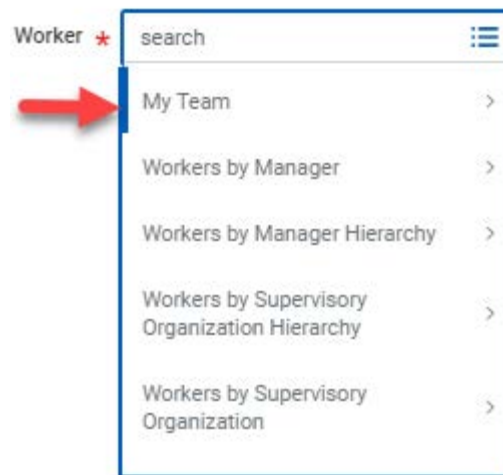 Worker *
search
My Team
Workers by Manager
Workers by Manager Hierarchy
Workers by Supervisory
Organization Hierarchy
Workers by Supervisory
Organization